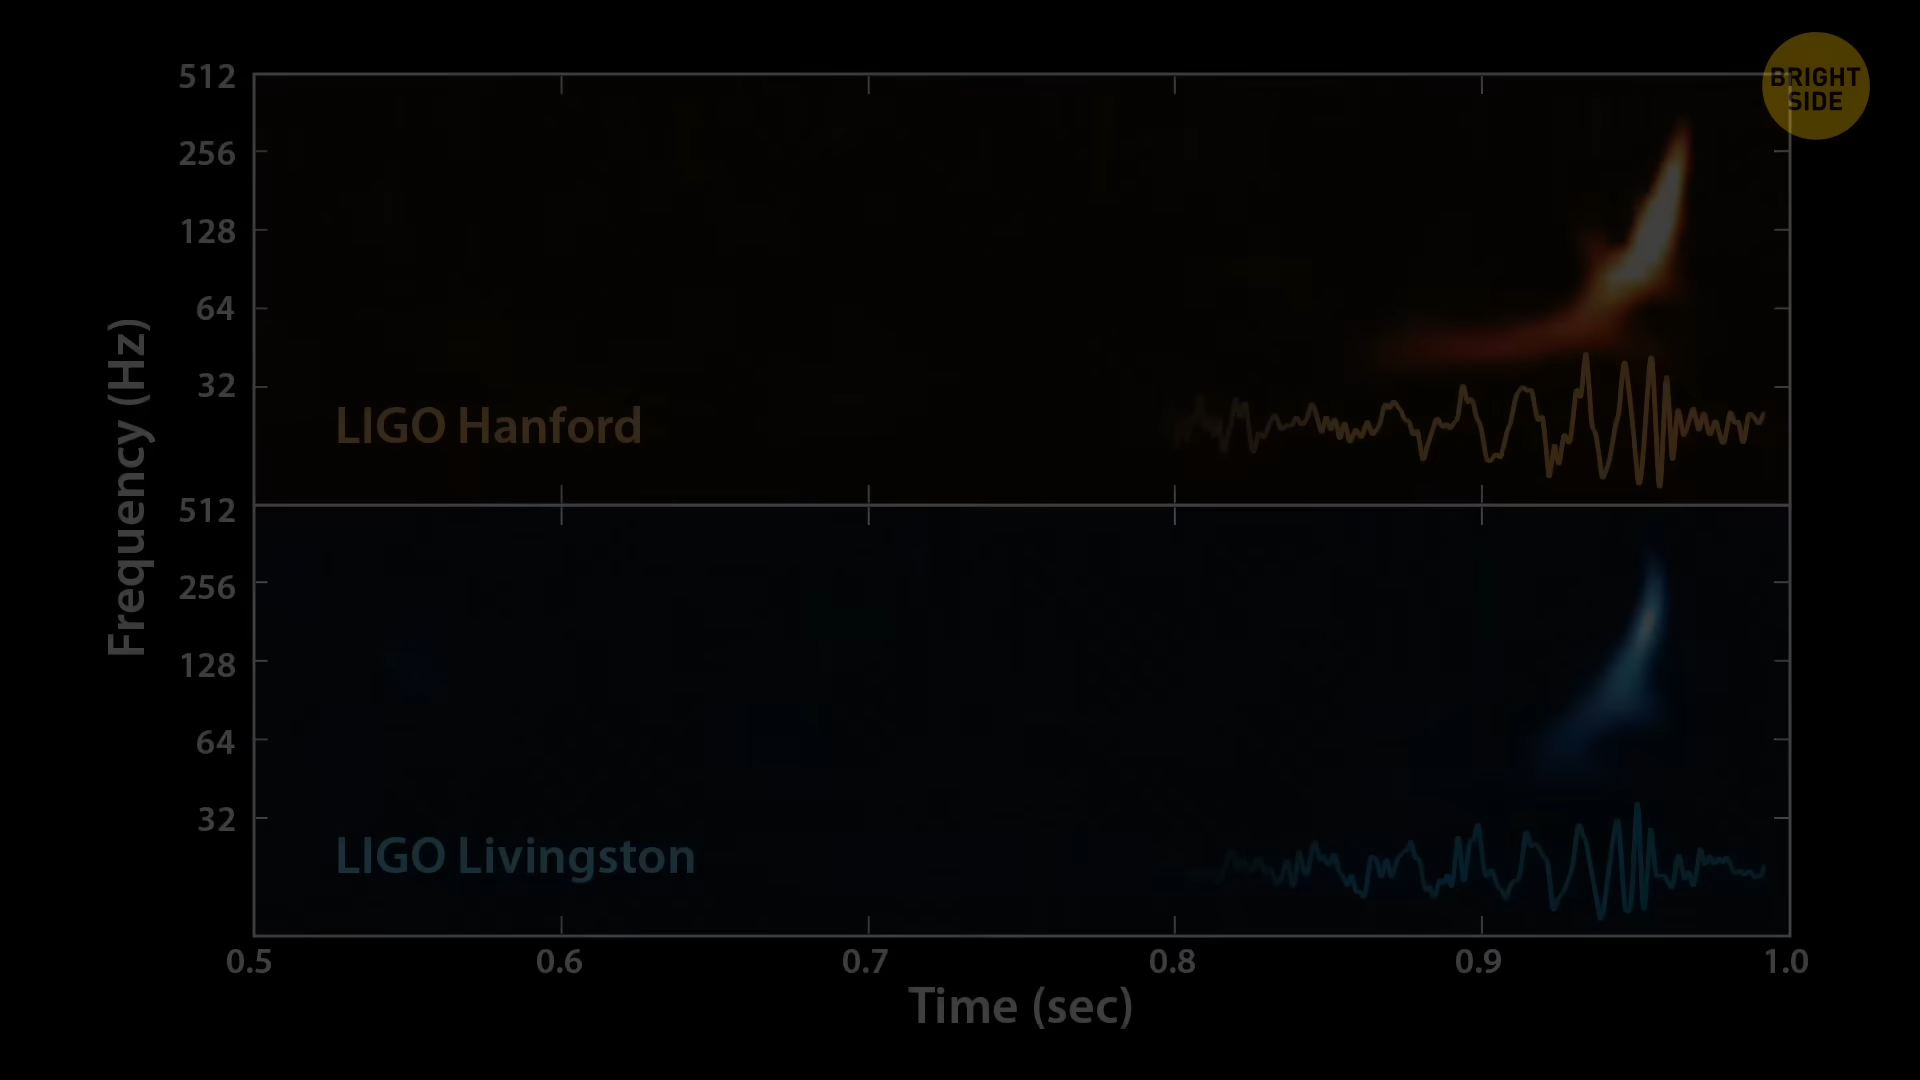 BRIGHT
SIDE
512
256
128
64
32
LIGO Hanford
Frequency (Hz)
512
256
128
64
32
LIGO Livingston
0.5 0.6 0.7 0.8 0.9 1.0
Time (sec)